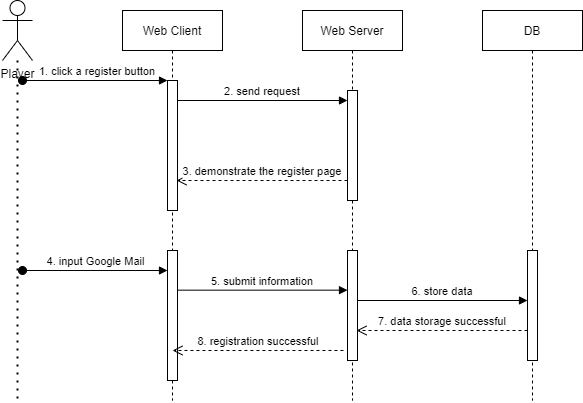 Web Client
Web Server
DB
Player
1. click a register button
2. send request
3. demonstrate the register page
4. input Google Mail
5. submit information
6. store data
7. data storage successful
8. registration successful